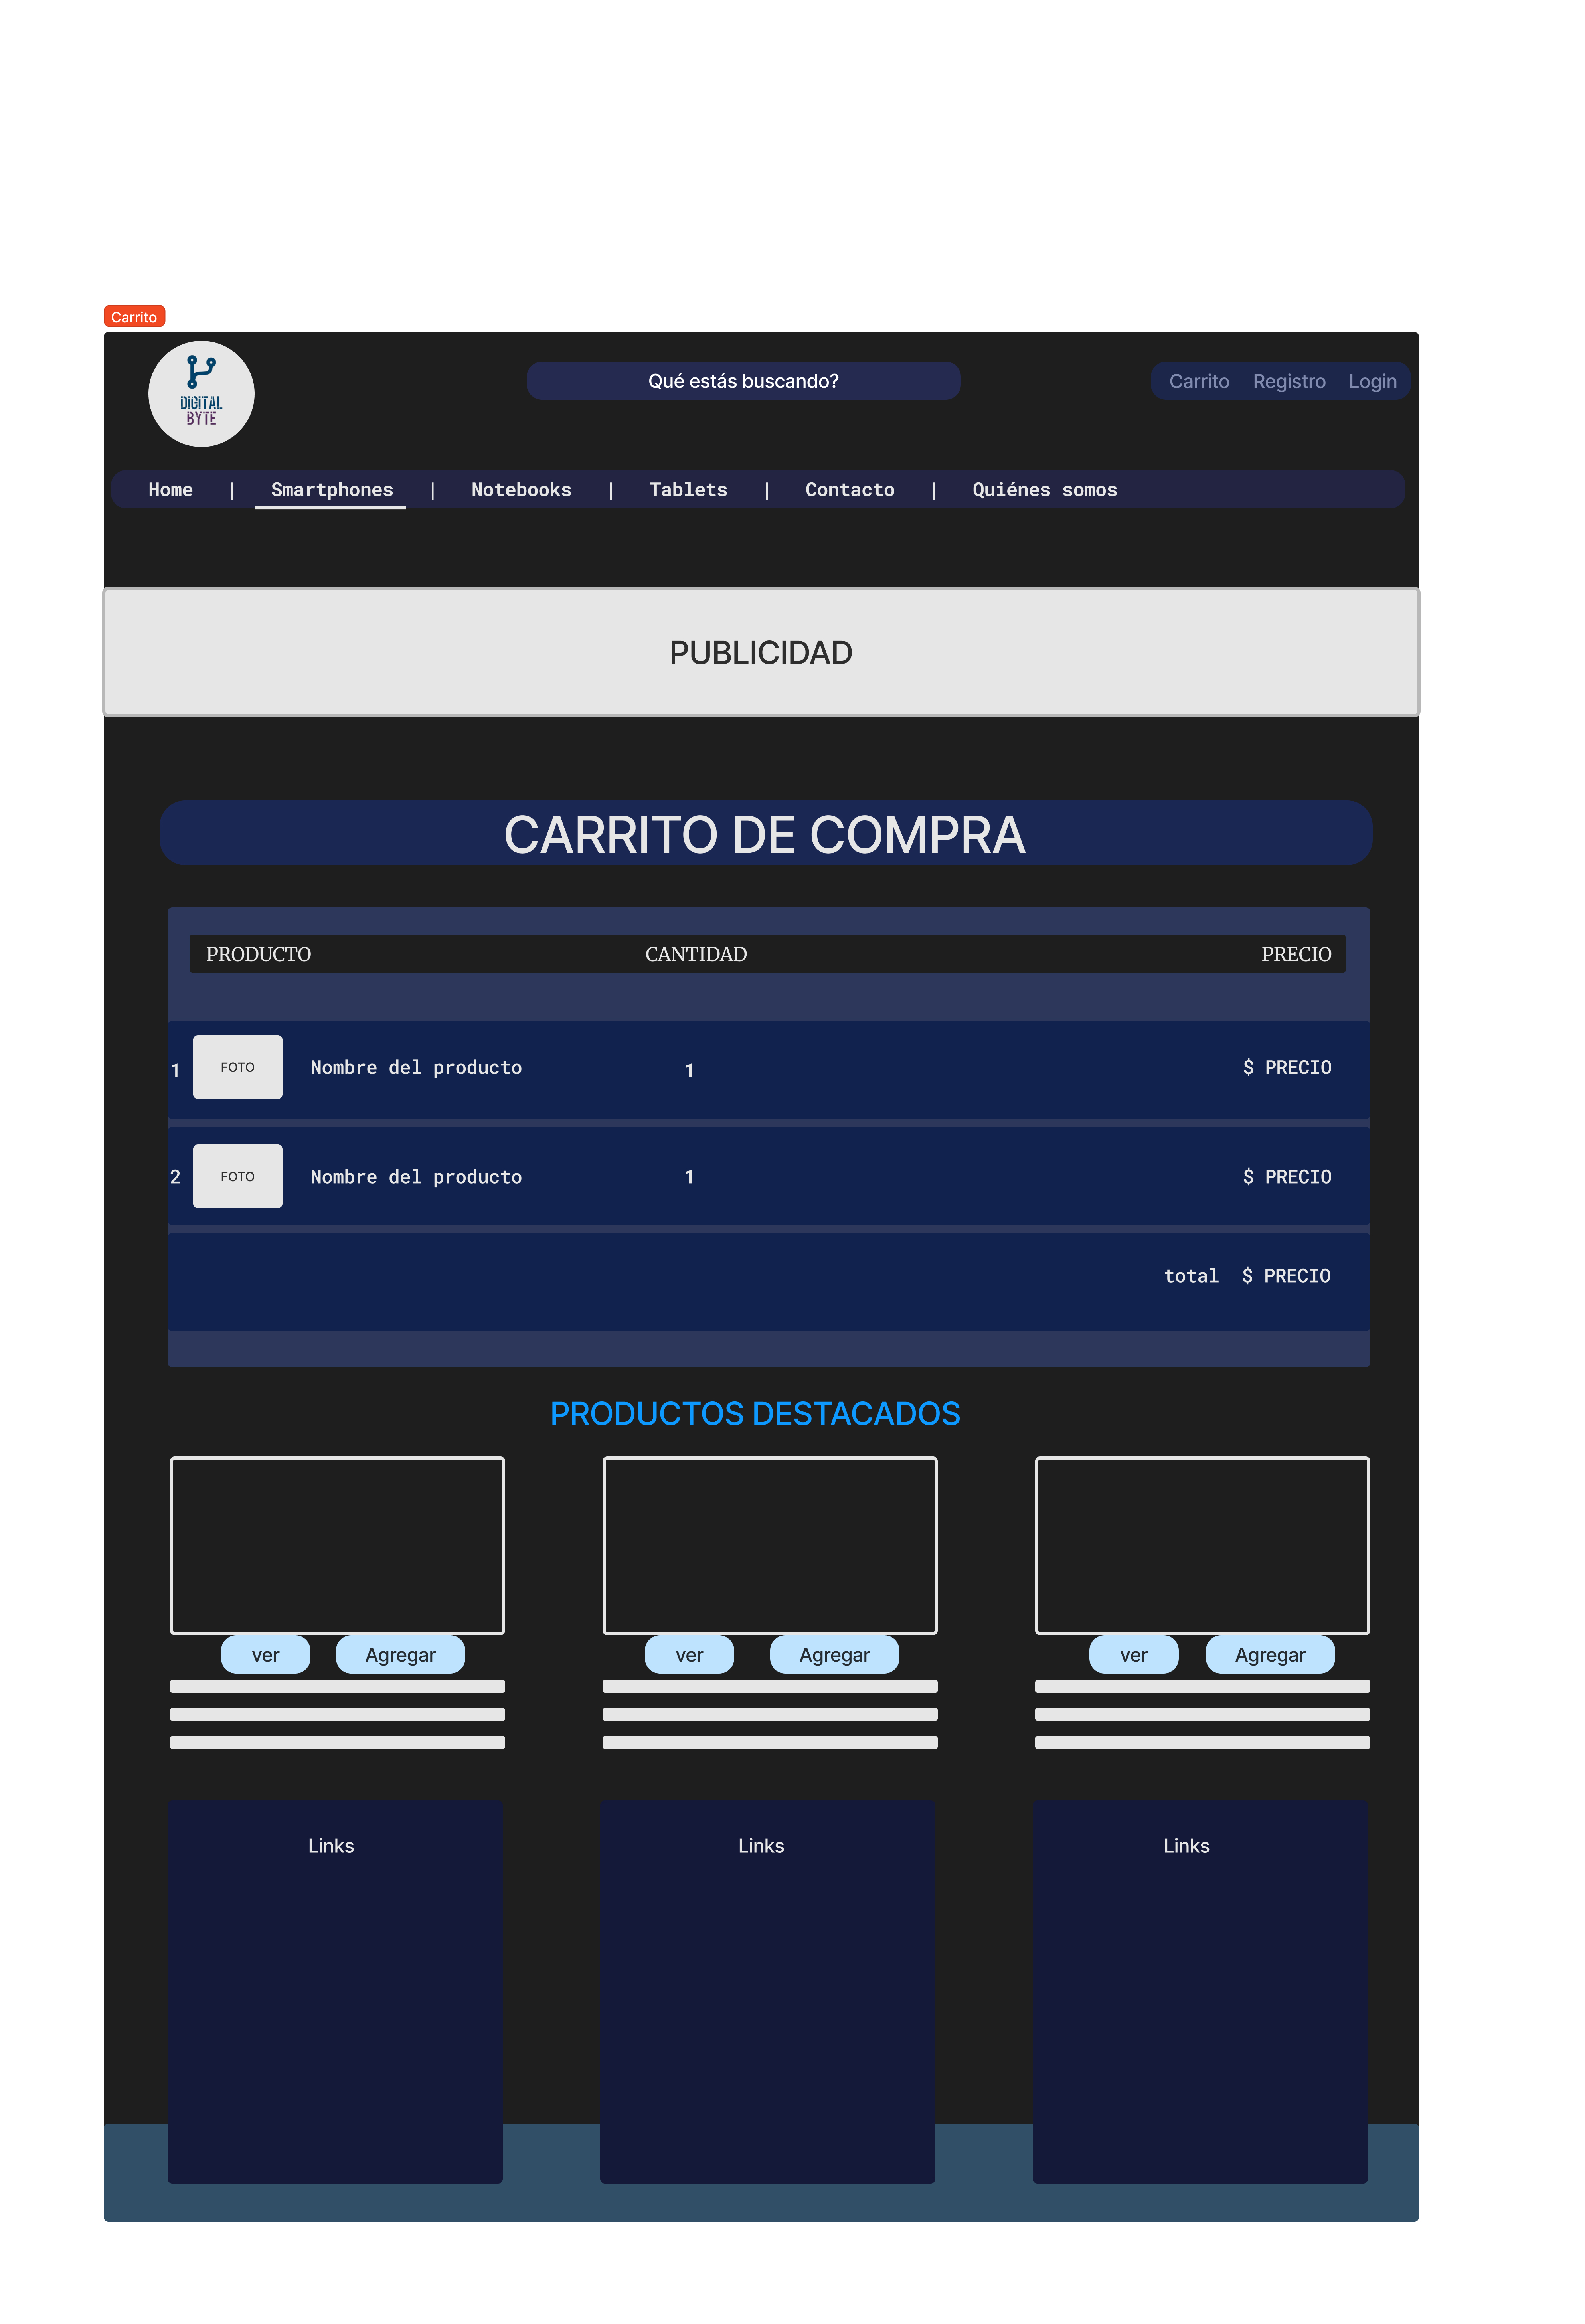 Carrito
DIGITAL
BYTE
Qué estás buscando?
Carrito Registro Login
Home | Smartphones | Notebooks | Tablets | Contacto | Quiénes somos
PUBLICIDAD
CARRITO DE COMPRA
PRODUCTO CANTIDAD PRECIO
1 FOTO Nombre del producto 1 $ PRECIO
2 FOTO Nombre del producto 1 $ PRECIO
total $ PRECIO
PRODUCTOS DESTACADOS
ver Agregar ver Agregar ver Agregar
Links Links Links